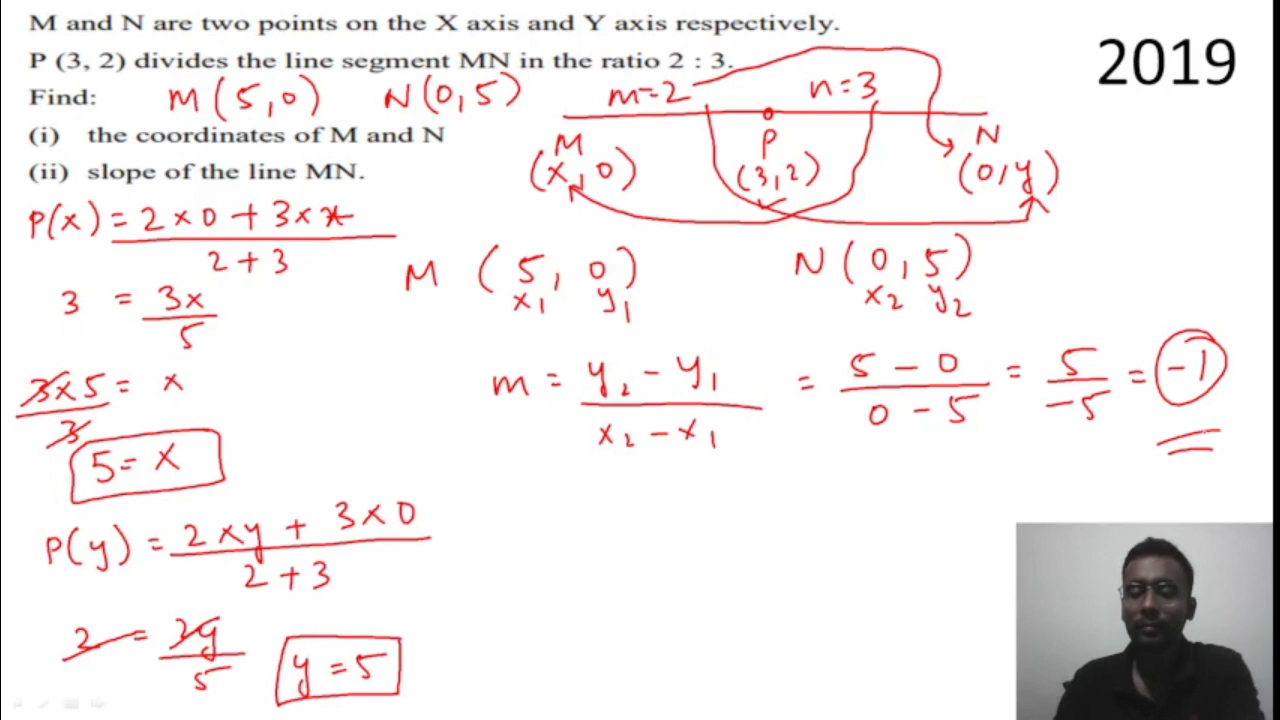 M and N are two points on the X axis and Y axis respectively.
P (3, 2) divides the line segment MN in the ratio 2 : 3.
2019
Find: M(5,0) N(0,5)
(i) the coordinates of M and N
(ii) slope of the line MN.
m=2 n=3
M P N
(x,0) (3,2) (0,y)
P(x) = 2×0 + 3×x
2+3
3 = 3x
5
3×5 = x
3
5 = x
P(y) = 2×y + 3×0
2+3
2 = 2y
5
y = 5
M (5, 0) N(0, 5)
x₁ y₁ x₂ y₂
m = y₂ - y₁ = 5 - 0 = 5 = -1
x₂ - x₁ 0 - 5 -5